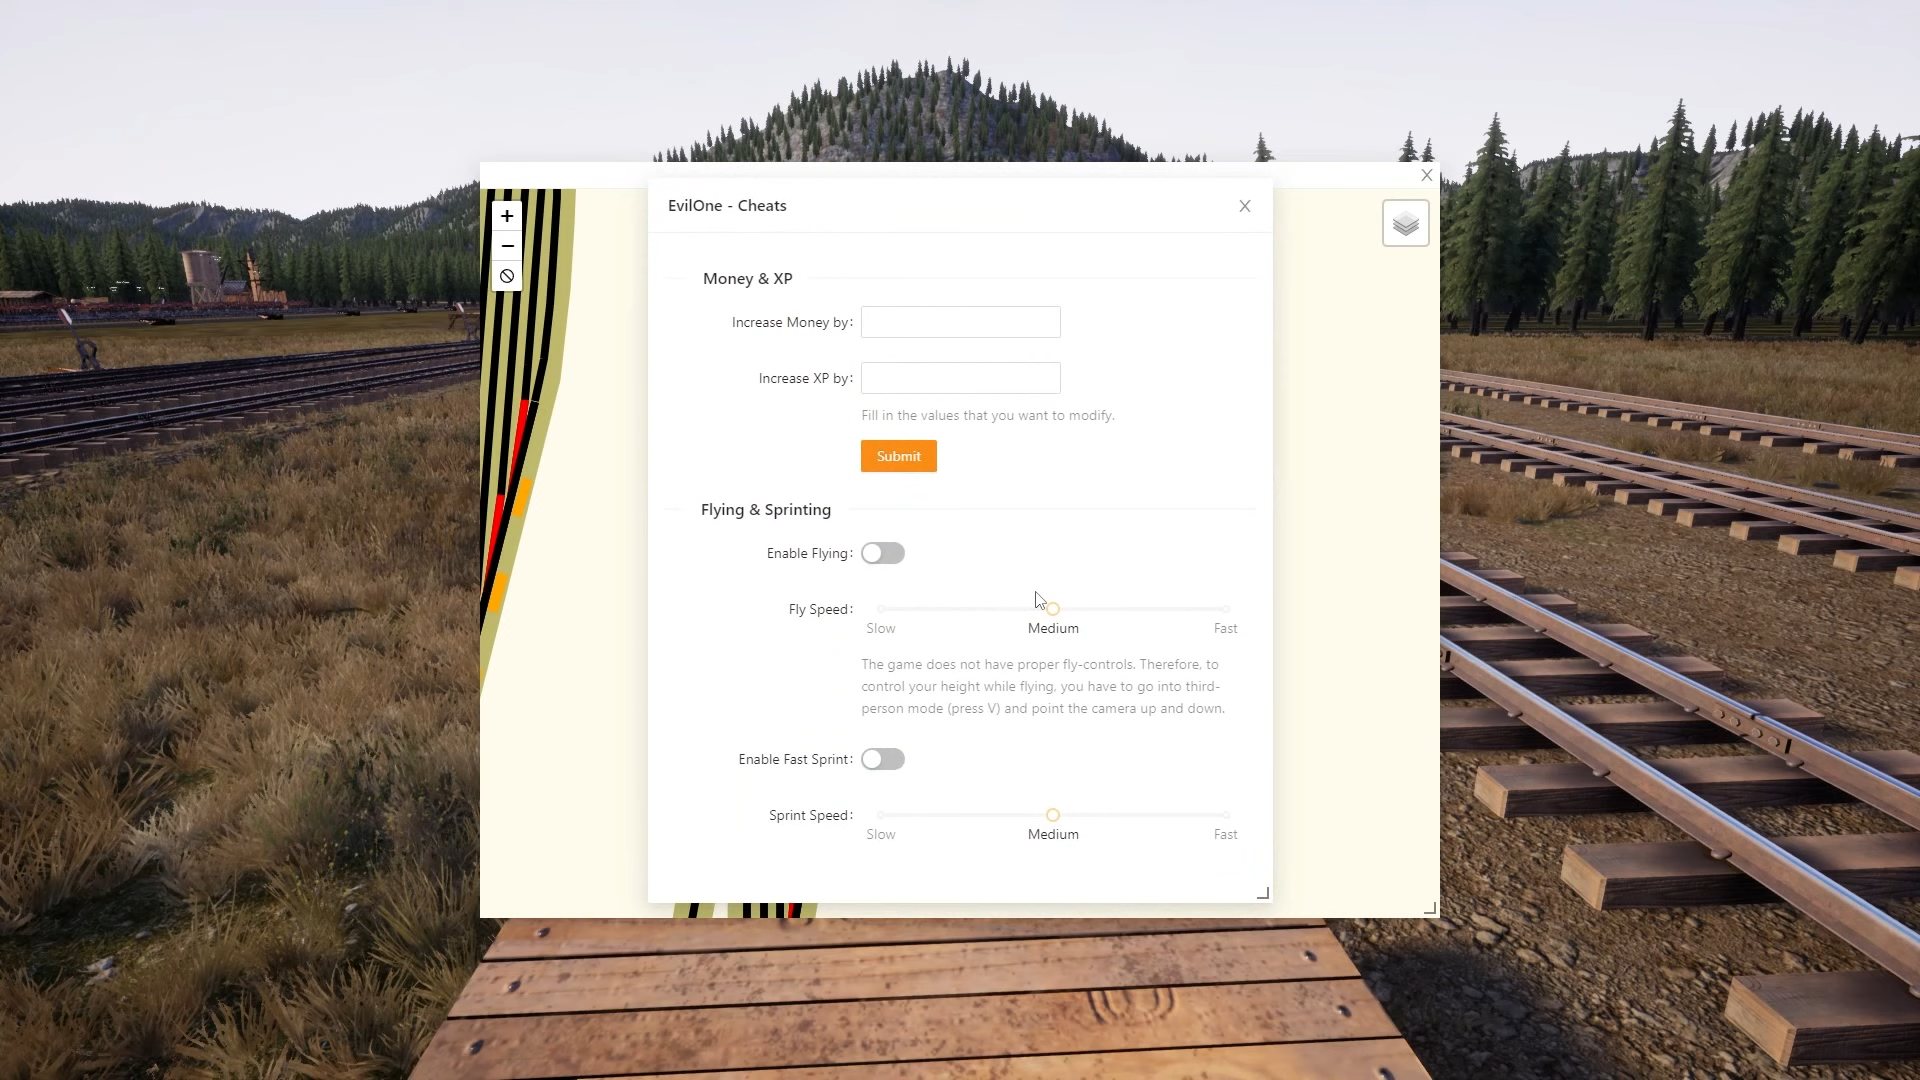 EvilOne - Cheats
Money & XP
Increase Money by:
Increase XP by:
Fill in the values that you want to modify.
Submit
Flying & Sprinting
Enable Flying:
Fly Speed:
Slow Medium Fast
The game does not have proper fly-controls. Therefore, to
control your height while flying, you have to go into third-
person mode (press V) and point the camera up and down.
Enable Fast Sprint:
Sprint Speed:
Slow Medium Fast